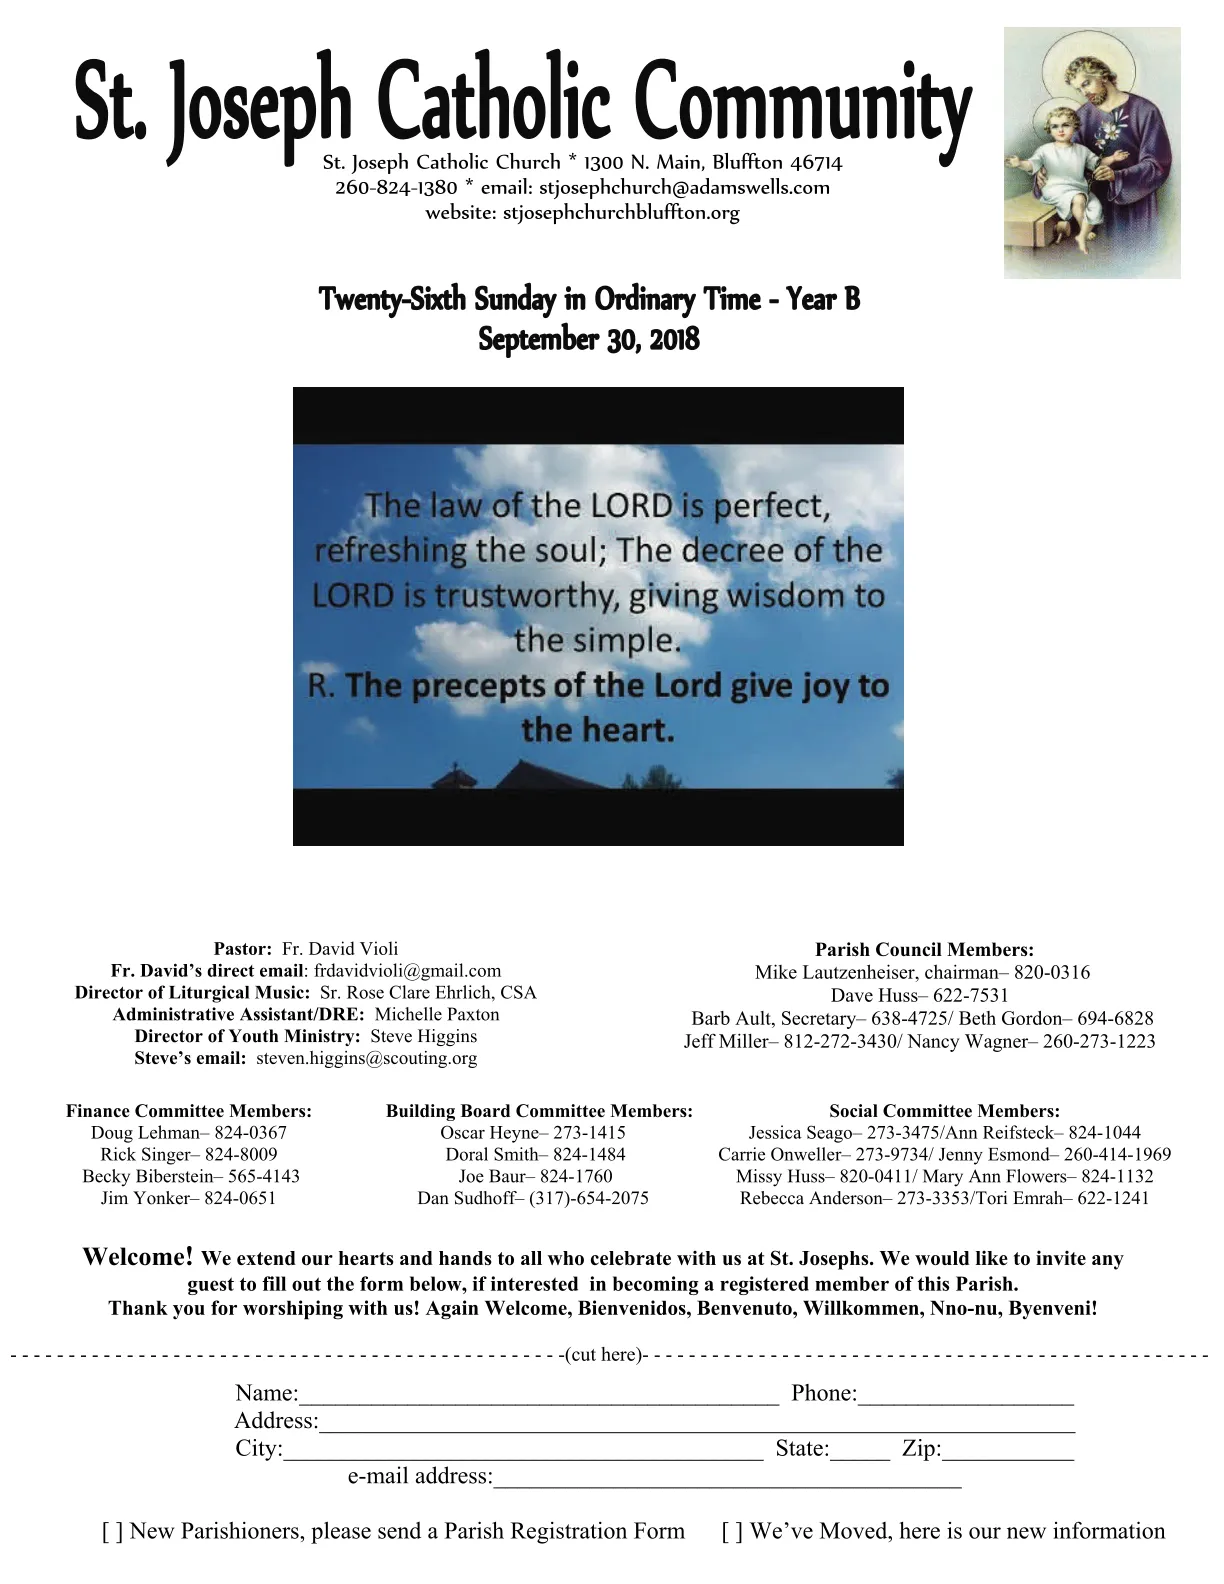 St. Joseph Catholic Community
St. Joseph Catholic Church * 1300 N. Main, Bluffton 46714
260-824-1380 * email: stjosephchurch@adamswells.com
website: stjosephchurchbluffton.org
Twenty-Sixth Sunday in Ordinary Time - Year B
September 30, 2018
The law of the LORD is perfect,
refreshing the soul; The decree of the
LORD is trustworthy, giving wisdom to
the simple.
R. The precepts of the Lord give joy to
the heart.
Pastor: Fr. David Violi
Fr. David’s direct email: frdavidvioli@gmail.com
Director of Liturgical Music: Sr. Rose Clare Ehrlich, CSA
Administrative Assistant/DRE: Michelle Paxton
Director of Youth Ministry: Steve Higgins
Steve’s email: steven.higgins@scouting.org
Parish Council Members:
Mike Lautzenheiser, chairman– 820-0316
Dave Huss– 622-7531
Barb Ault, Secretary– 638-4725/ Beth Gordon– 694-6828
Jeff Miller– 812-272-3430/ Nancy Wagner– 260-273-1223
Finance Committee Members:
Doug Lehman– 824-0367
Rick Singer– 824-8009
Becky Biberstein– 565-4143
Jim Yonker– 824-0651
Building Board Committee Members:
Oscar Heyne– 273-1415
Doral Smith– 824-1484
Joe Baur– 824-1760
Dan Sudhoff– (317)-654-2075
Social Committee Members:
Jessica Seago– 273-3475/Ann Reifsteck– 824-1044
Carrie Onweller– 273-9734/ Jenny Esmond– 260-414-1969
Missy Huss– 820-0411/ Mary Ann Flowers– 824-1132
Rebecca Anderson– 273-3353/Tori Emrah– 622-1241
Welcome! We extend our hearts and hands to all who celebrate with us at St. Josephs. We would like to invite any
guest to fill out the form below, if interested in becoming a registered member of this Parish.
Thank you for worshiping with us! Again Welcome, Bienvenidos, Benvenuto, Willkommen, Nno-nu, Byenveni!
- - - - - - - - - - - - - - - - - - - - - - - - - - - - - - - - - - - - - - - - - - - - - - - -(cut here)- - - - - - - - - - - - - - - - - - - - - - - - - - - - - - - - - - - - - - - - - - - - - - - - -
Name:________________________________________ Phone:__________________
Address:_______________________________________________________________
City:________________________________________ State:_____ Zip:___________
e-mail address:_______________________________________
[ ] New Parishioners, please send a Parish Registration Form [ ] We’ve Moved, here is our new information